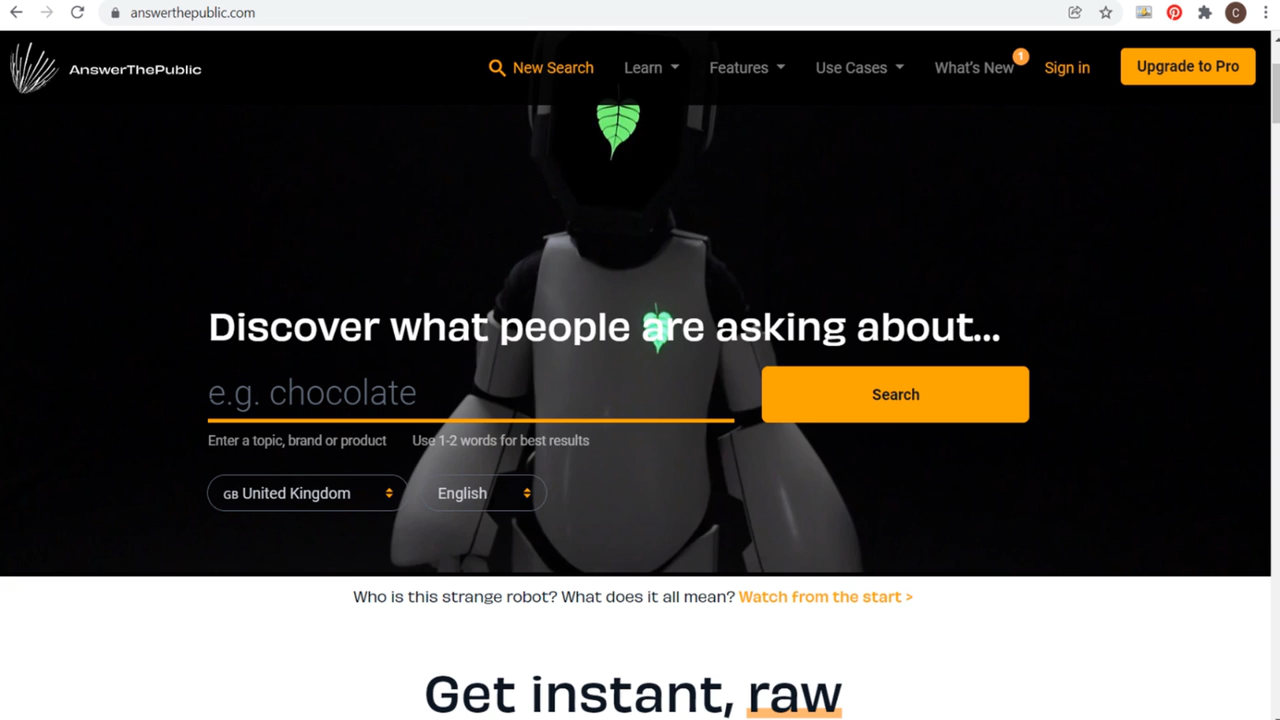 answerthepublic.com
C
AnswerThePublic
New Search Learn Features Use Cases What's New 1 Sign in Upgrade to Pro
Discover what people are asking about...
e.g. chocolate
Search
Enter a topic, brand or product Use 1-2 words for best results
GB United Kingdom English
Who is this strange robot? What does it all mean? Watch from the start >
Get instant, raw